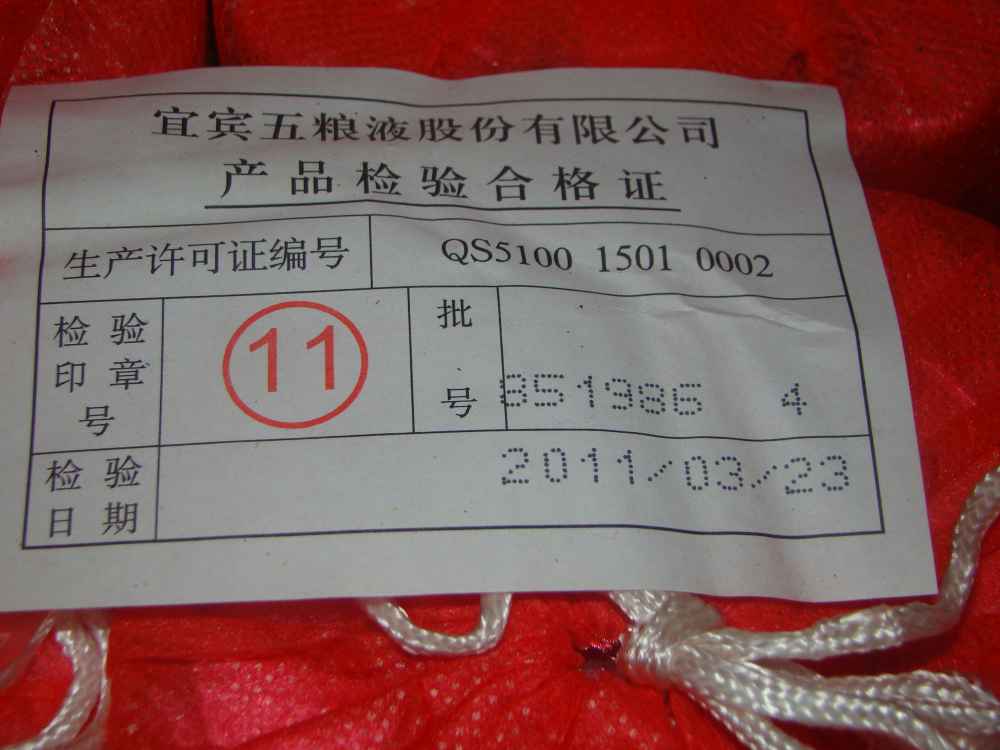 宜宾五粮液股份有限公司
产品检验合格证
生产许可证编号 QS5100 1501 0002
检验印章号 11 批号 851986 4
检验日期 2011/03/23